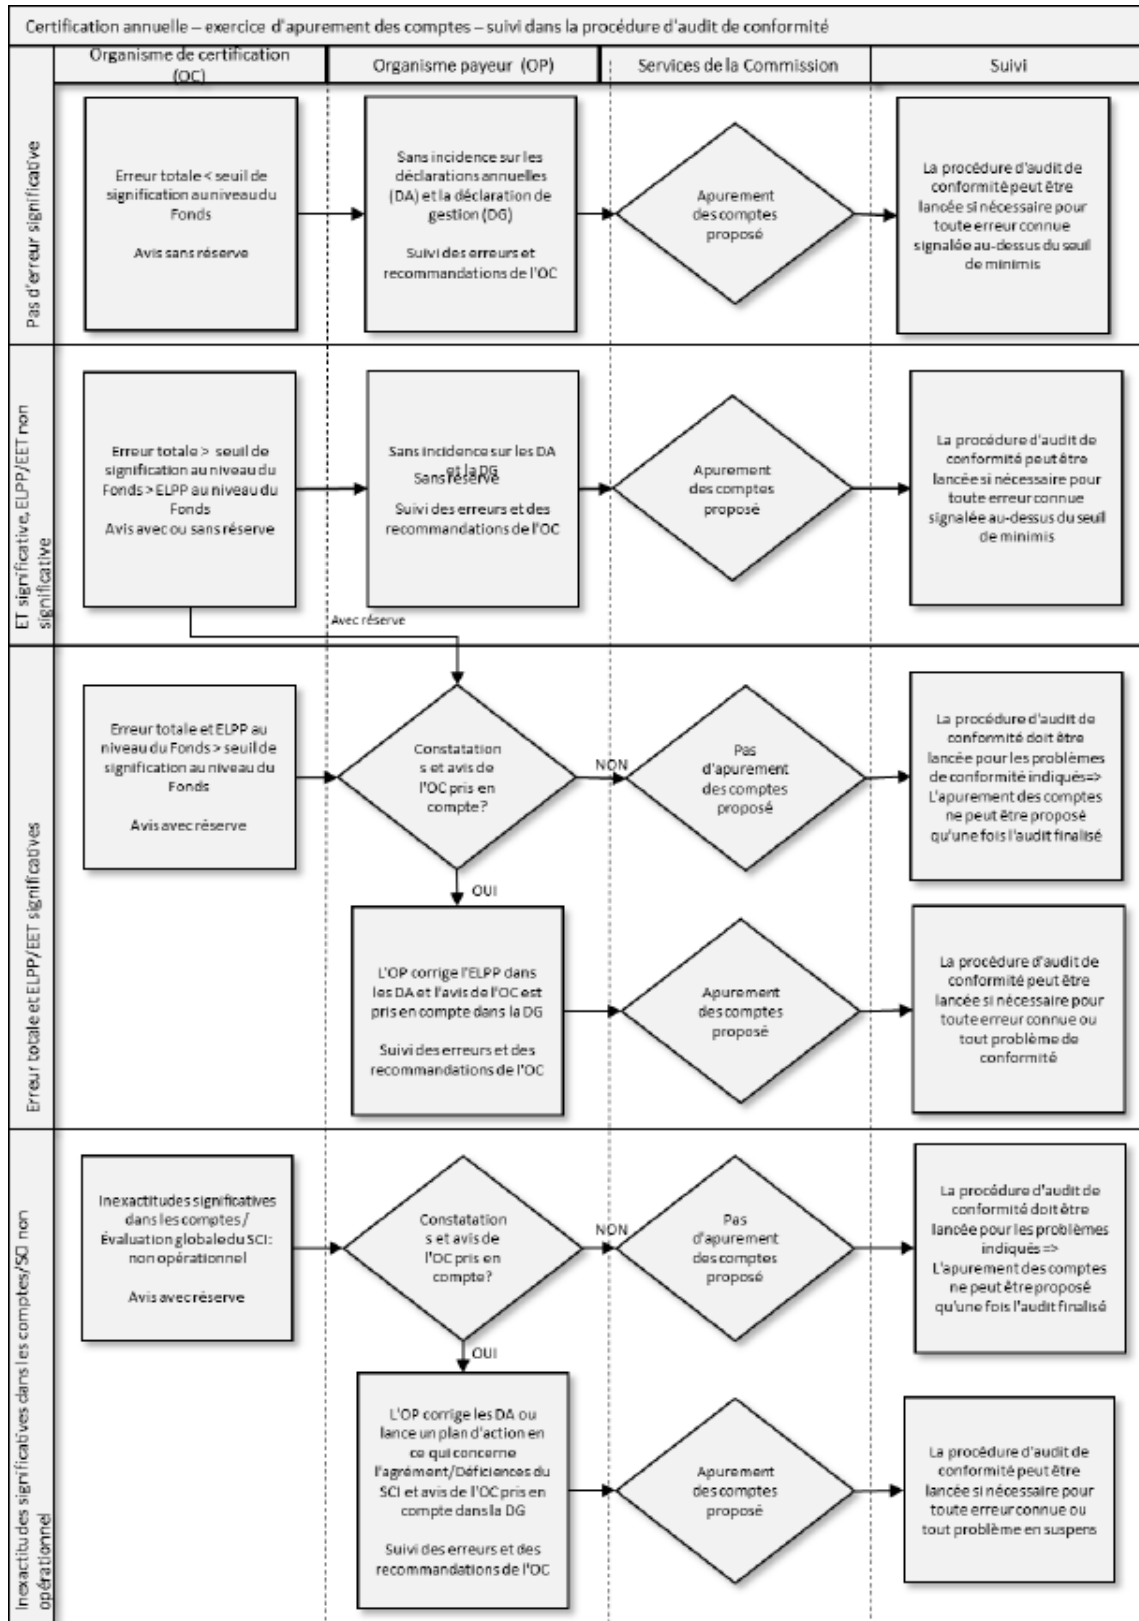 Certification annuelle – exercice d'apurement des comptes – suivi dans la procédure d'audit de conformité
Organisme de certification
(OC)
Organisme payeur (OP)
Services de la Commission
Suivi
Pas d'erreur significative
Erreur totale < seuil de
signification au niveau du
Fonds
Avis sans réserve
Sans incidence sur les
déclarations annuelles
(DA) et la déclaration de
gestion (DG)
Suivi des erreurs et
recommandations de l'OC
Apurement
des comptes
proposé
La procédure d'audit de
conformité peut être
lancée si nécessaire pour
toute erreur connue
signalée au-dessus du seuil
de minimis
ET significative, ELPP/EET non
significative
Erreur totale > seuil de
signification au niveau du
Fonds > ELPP au niveau du
Fonds
Avis avec ou sans réserve
Sans incidence sur les DA
et la DG
Sans réserve
Suivi des erreurs et des
recommandations de l'OC
Apurement
des comptes
proposé
La procédure d'audit de
conformité peut être
lancée si nécessaire pour
toute erreur connue
signalée au-dessus du seuil
de minimis
Avec réserve
Erreur totale et ELPP/EET significatives
Erreur totale et ELPP au
niveau du Fonds > seuil de
signification au niveau du
Fonds
Avis avec réserve
Constatation
s et avis de
l'OC pris en
compte?
NON
Pas
d'apurement
des comptes
proposé
La procédure d'audit de
conformité doit être
lancée pour les problèmes
de conformité indiqués=>
L'apurement des comptes
ne peut être proposé
qu'une fois l'audit finalisé
OUI
L'OP corrige l'ELPP dans
les DA et l'avis de l'OC est
pris en compte dans la DG
Suivi des erreurs et des
recommandations de l'OC
Apurement
des comptes
proposé
La procédure d'audit de
conformité peut être
lancée si nécessaire pour
toute erreur connue ou
tout problème de
conformité
Inexactitudes significatives dans les comptes/SCI non
opérationnel
Inexactitudes significatives
dans les comptes /
Évaluation globale du SCI:
non opérationnel
Avis avec réserve
Constatation
s et avis de
l'OC pris en
compte?
NON
Pas
d'apurement
des comptes
proposé
La procédure d'audit de
conformité doit être
lancée pour les problèmes
indiqués =>
L'apurement des comptes
ne peut être proposé
qu'une fois l'audit finalisé
OUI
L'OP corrige les DA ou
lance un plan d'action en
ce qui concerne
l'agrément/Déficiences du
SCI et avis de l'OC pris en
compte dans la DG
Suivi des erreurs et des
recommandations de l'OC
Apurement
des comptes
proposé
La procédure d'audit de
conformité peut être
lancée si nécessaire pour
toute erreur connue ou
tout problème en suspens